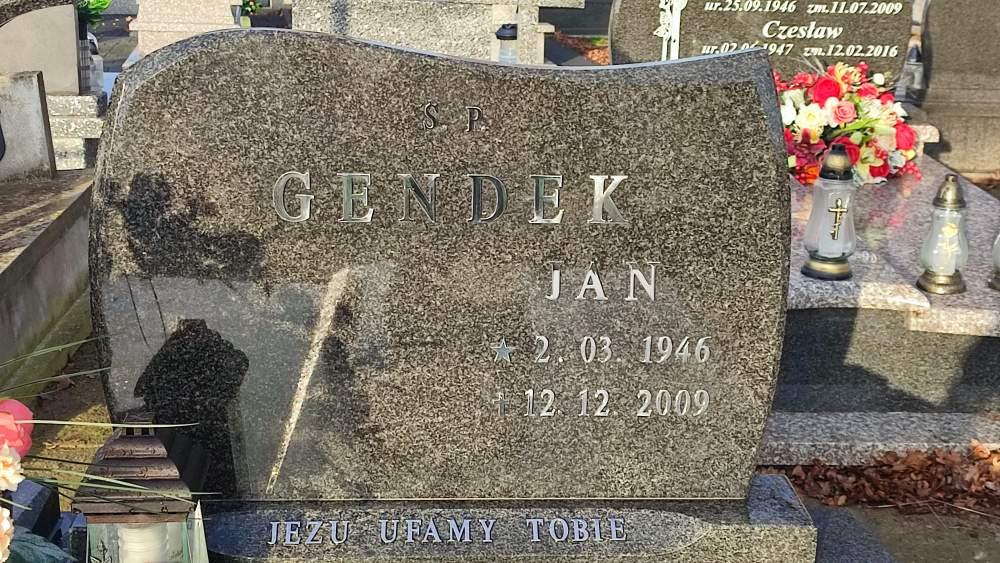 ur.25.09.1946 zm.11.07.2009
Czesław
ur.02.06.1947 zm.12.02.2016
Ś P.
GENDEK
JAN
★ 2. 03. 1946
† 12. 12. 2009
JEZU UFAMY TOBIE